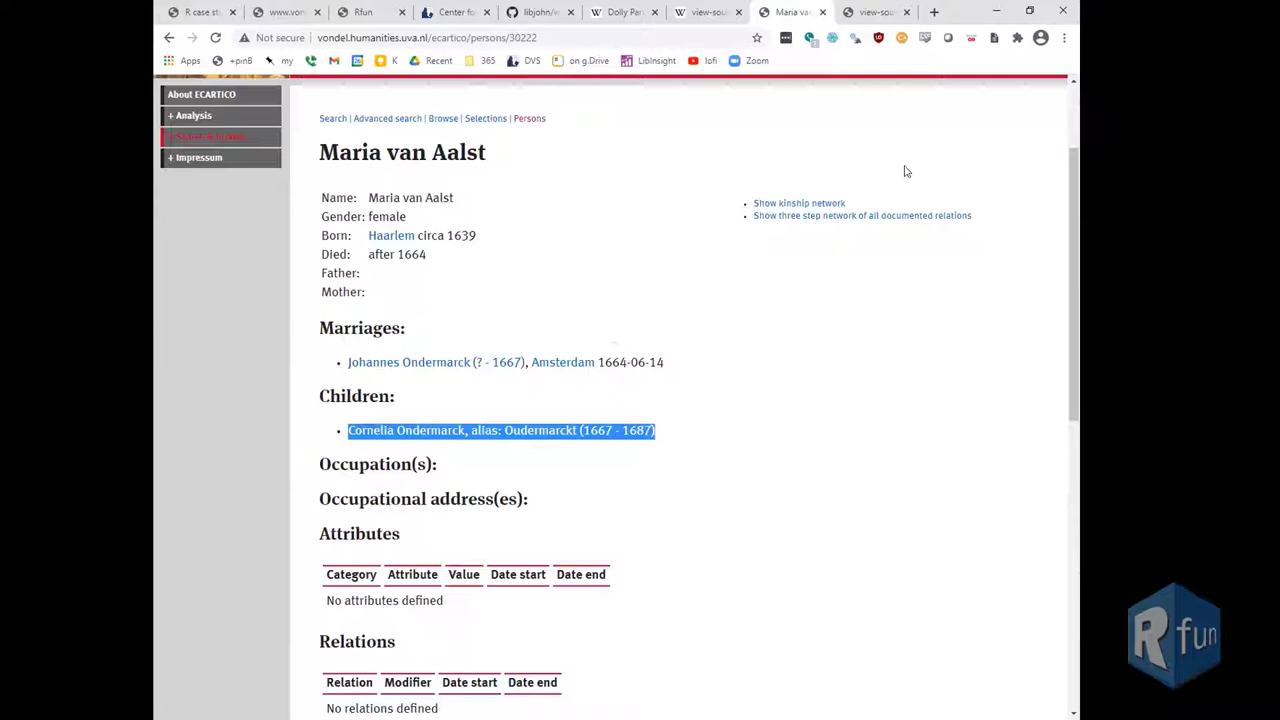 R case stu
www.von
Rfun
Center fo
libjohn/w
Dolly Par
view-sou
Maria va
view-sou
Not secure | vondel.humanities.uva.nl/ecartico/persons/30222
Apps
+pinB
my
K
Recent
365
DVS
on g.Drive
LibInsight
lofi
Zoom
About ECARTICO
+ Analysis
+ Impressum
Search | Advanced search | Browse | Selections | Persons
Maria van Aalst
Name: Maria van Aalst
Gender: female
Born: Haarlem circa 1639
Died: after 1664
Father:
Mother:
• Show kinship network
• Show three step network of all documented relations
Marriages:
• Johannes Ondermarck (? - 1667), Amsterdam 1664-06-14
Children:
• Cornelia Ondermarck, alias: Oudermarckt (1667 - 1687)
Occupation(s):
Occupational address(es):
Attributes
Category Attribute Value Date start Date end
No attributes defined
Relations
Relation Modifier Date start Date end
No relations defined
R fun